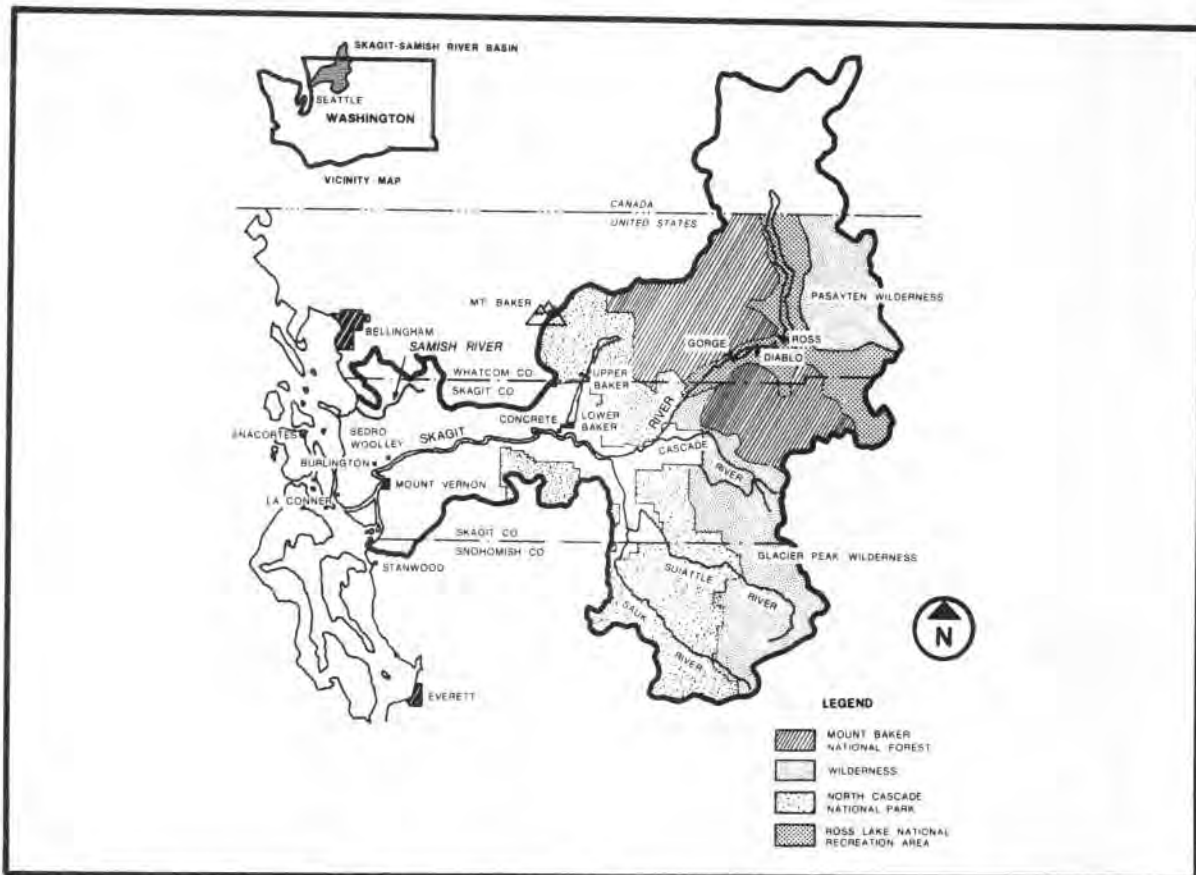 SKAGIT-SAMISH RIVER BASIN
SEATTLE
WASHINGTON
VICINITY MAP
CANADA
UNITED STATES
MT BAKER
PASAYTEN WILDERNESS
BELLINGHAM
SAMISH RIVER
GORGE
ROSS
DIABLO
WHATCOM CO
SKAGIT CO
UPPER
BAKER
CONCRETE
LOWER
BAKER
RIVER
ANACORTES
SEDRO
WOOLLEY
SKAGIT
CASCADE
RIVER
BURLINGTON
MOUNT VERNON
LA CONNER
SKAGIT CO
SNOHOMISH CO
GLACIER PEAK WILDERNESS
STANWOOD
SUIATTLE
RIVER
SAUK
RIVER
N
EVERETT
LEGEND
MOUNT BAKER
NATIONAL FOREST
WILDERNESS
NORTH CASCADE
NATIONAL PARK
ROSS LAKE NATIONAL
RECREATION AREA